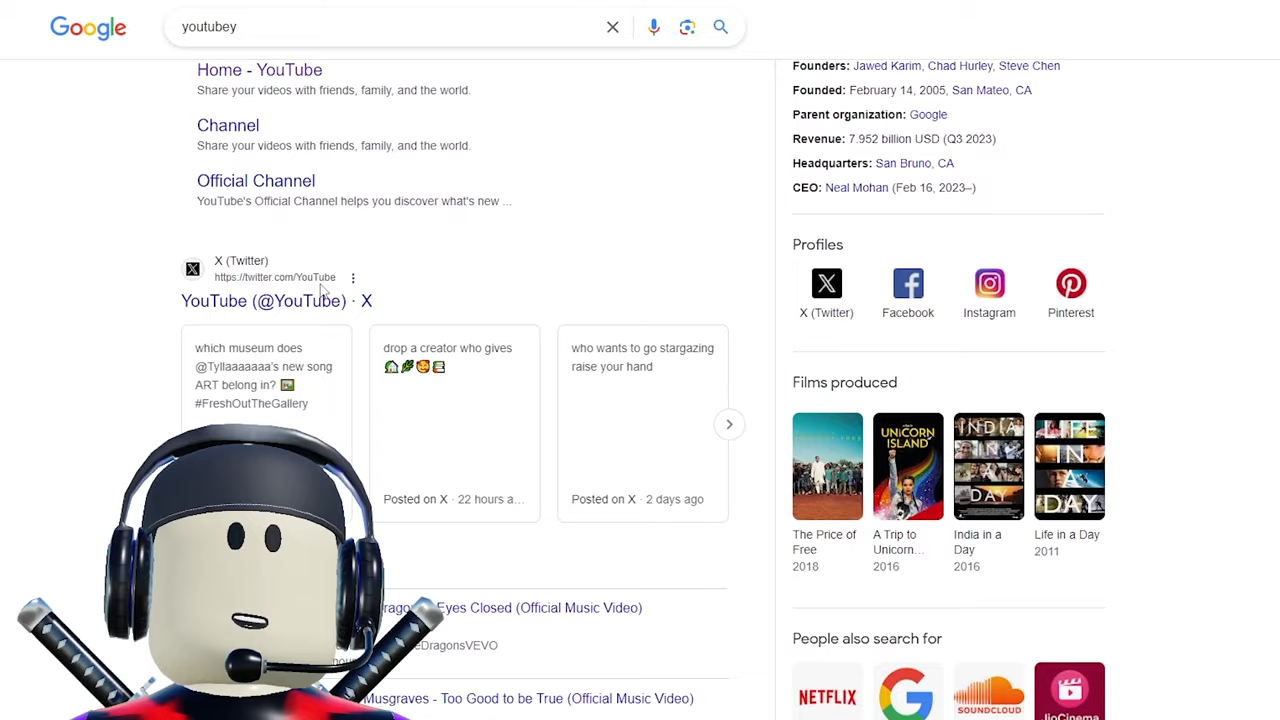 Google
youtubey
Home - YouTube
Share your videos with friends, family, and the world.
Channel
Share your videos with friends, family, and the world.
Official Channel
YouTube's Official Channel helps you discover what's new ...
X (Twitter)
https://twitter.com/YouTube
YouTube (@YouTube) · X
which museum does
@Tyllaaaaaaa's new song
ART belong in? 🖼️
#FreshOutTheGallery
drop a creator who gives
who wants to go stargazing
raise your hand
Posted on X · 22 hours a...
Posted on X · 2 days ago
Eyes Closed (Official Music Video)
Musgraves - Too Good to be True (Official Music Video)
Founders: Jawed Karim, Chad Hurley, Steve Chen
Founded: February 14, 2005, San Mateo, CA
Parent organization: Google
Revenue: 7.952 billion USD (Q3 2023)
Headquarters: San Bruno, CA
CEO: Neal Mohan (Feb 16, 2023–)
Profiles
X (Twitter)
Facebook
Instagram
Pinterest
Films produced
UNICORN
ISLAND
INDIA
IN
A
DAY
LIFE
IN
A
DAY
The Price of
Free
2018
A Trip to
Unicorn...
2016
India in a
Day
2016
Life in a Day
2011
People also search for
NETFLIX
SOUNDCLOUD
JioCinema